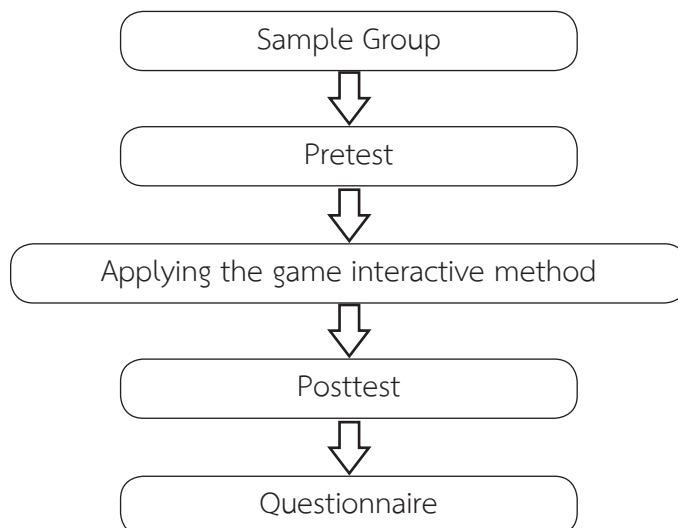 Sample Group
Pretest
Applying the game interactive method
Posttest
Questionnaire